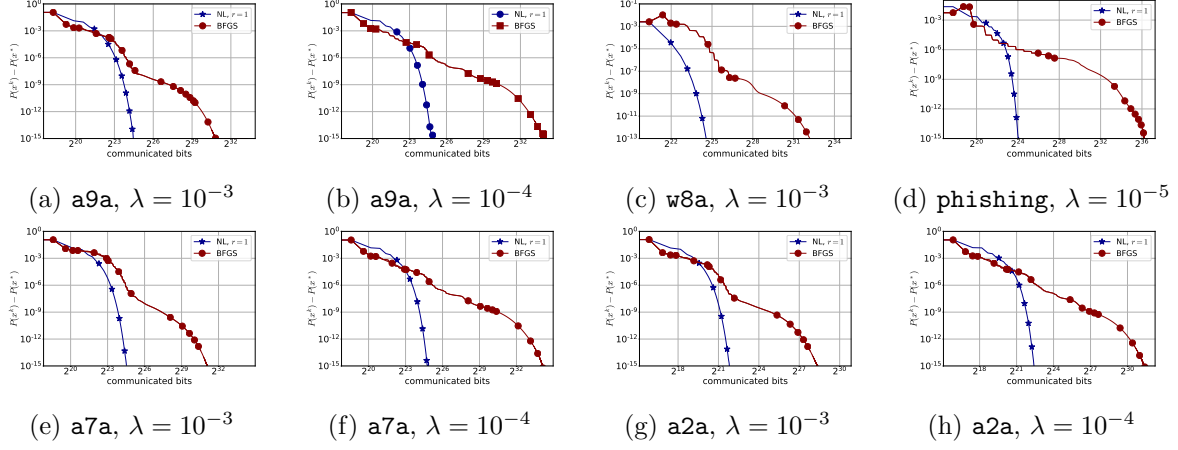 10^0 10^{-3} 10^{-6} 10^{-9} 10^{-12} 10^{-15}
P(x^k) − P(x^*)
NL, r = 1
BFGS
2^{20} 2^{23} 2^{26} 2^{29} 2^{32}
communicated bits
(a) a9a, λ = 10^{-3}
10^0 10^{-3} 10^{-6} 10^{-9} 10^{-12} 10^{-15}
P(x^k) − P(x^*)
NL, r = 1
BFGS
2^{20} 2^{23} 2^{26} 2^{29} 2^{32}
communicated bits
(b) a9a, λ = 10^{-4}
10^{-1} 10^{-3} 10^{-5} 10^{-7} 10^{-9} 10^{-11} 10^{-13}
P(x^k) − P(x^*)
NL, r = 1
BFGS
2^{22} 2^{25} 2^{28} 2^{31} 2^{34}
communicated bits
(c) w8a, λ = 10^{-3}
10^{-3} 10^{-6} 10^{-9} 10^{-12} 10^{-15}
P(x^k) − P(x^*)
NL, r = 1
BFGS
2^{20} 2^{24} 2^{28} 2^{32} 2^{36}
communicated bits
(d) phishing, λ = 10^{-5}
10^0 10^{-3} 10^{-6} 10^{-9} 10^{-12} 10^{-15}
P(x^k) − P(x^*)
NL, r = 1
BFGS
2^{20} 2^{23} 2^{26} 2^{29} 2^{32}
communicated bits
(e) a7a, λ = 10^{-3}
10^0 10^{-3} 10^{-6} 10^{-9} 10^{-12} 10^{-15}
P(x^k) − P(x^*)
NL, r = 1
BFGS
2^{20} 2^{23} 2^{26} 2^{29} 2^{32}
communicated bits
(f) a7a, λ = 10^{-4}
10^0 10^{-3} 10^{-6} 10^{-9} 10^{-12} 10^{-15}
P(x^k) − P(x^*)
NL, r = 1
BFGS
2^{18} 2^{21} 2^{24} 2^{27} 2^{30}
communicated bits
(g) a2a, λ = 10^{-3}
10^0 10^{-3} 10^{-6} 10^{-9} 10^{-12} 10^{-15}
P(x^k) − P(x^*)
NL, r = 1
BFGS
2^{18} 2^{21} 2^{24} 2^{27} 2^{30}
communicated bits
(h) a2a, λ = 10^{-4}